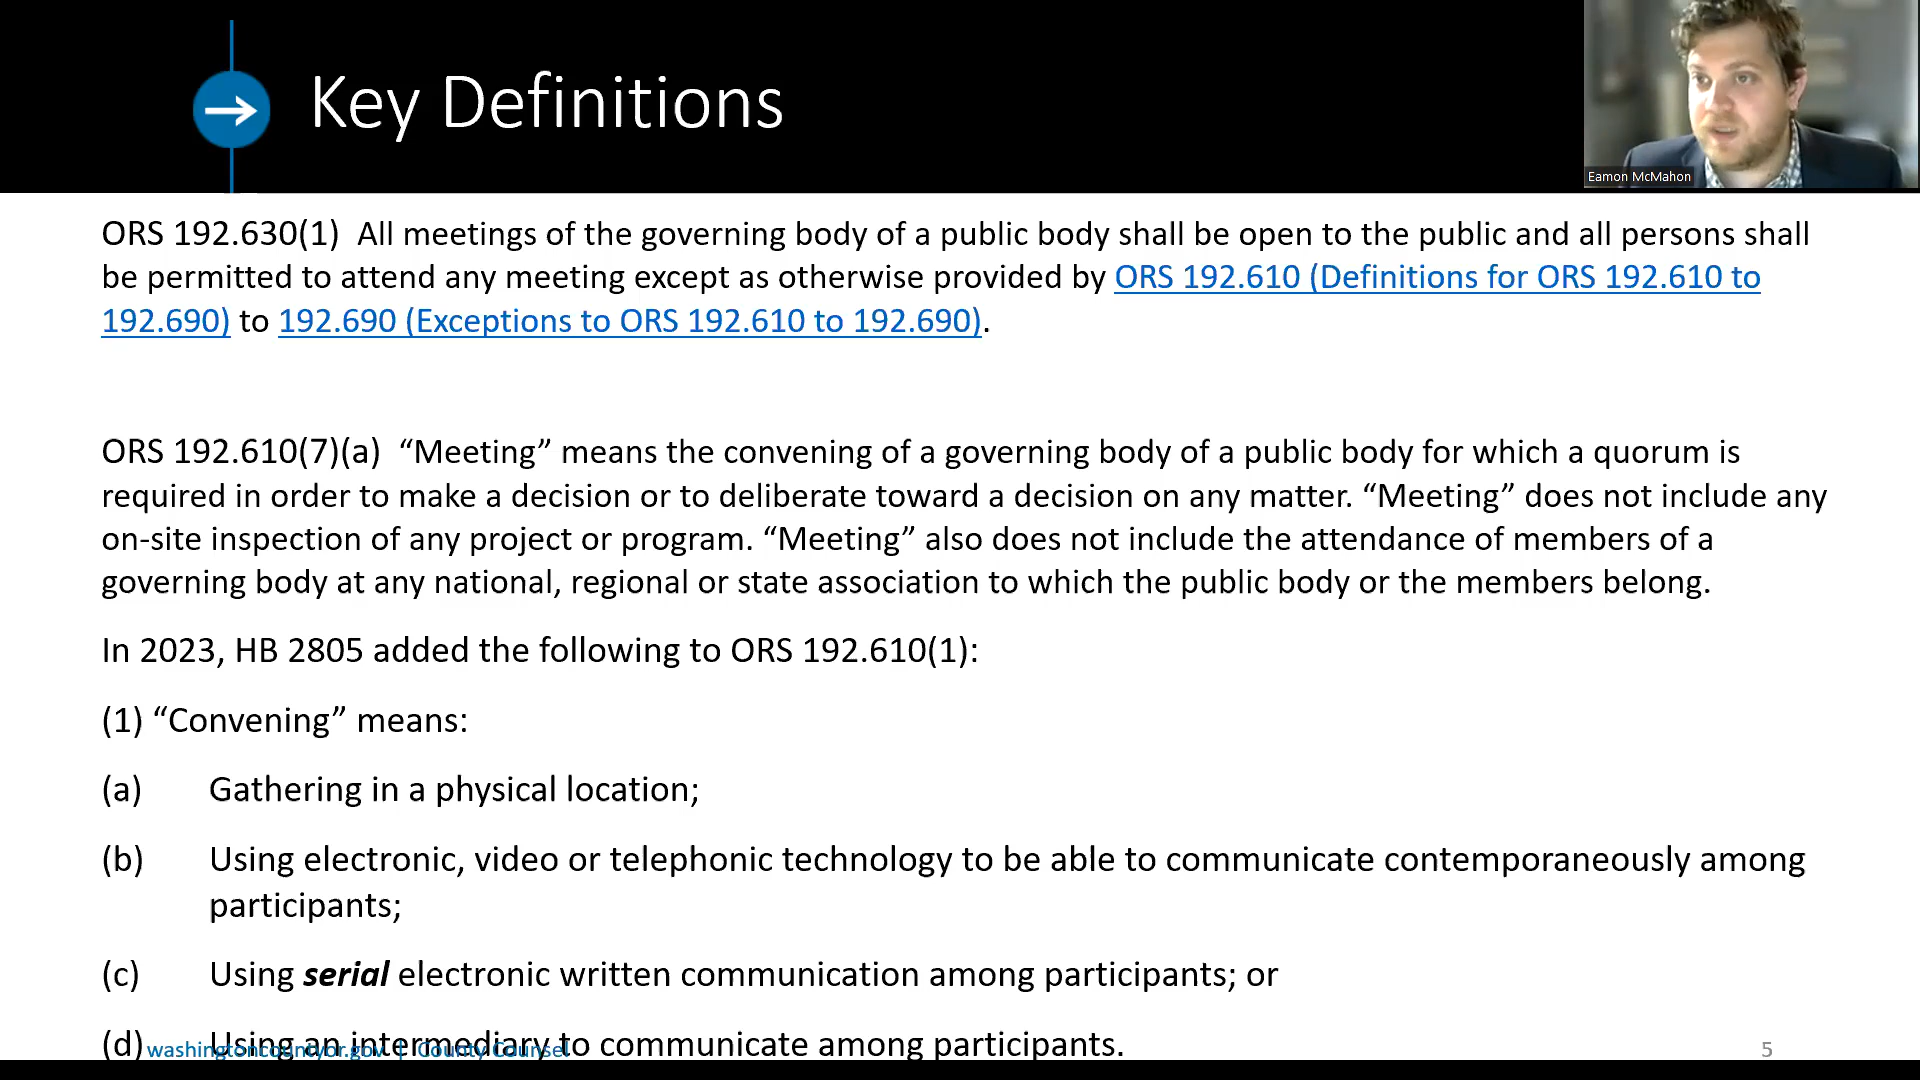 Key Definitions
Eamon McMahon
ORS 192.630(1)  All meetings of the governing body of a public body shall be open to the public and all persons shall
be permitted to attend any meeting except as otherwise provided by ORS 192.610 (Definitions for ORS 192.610 to
192.690) to 192.690 (Exceptions to ORS 192.610 to 192.690).
ORS 192.610(7)(a)  “Meeting” means the convening of a governing body of a public body for which a quorum is
required in order to make a decision or to deliberate toward a decision on any matter. “Meeting” does not include any
on-site inspection of any project or program. “Meeting” also does not include the attendance of members of a
governing body at any national, regional or state association to which the public body or the members belong.
In 2023, HB 2805 added the following to ORS 192.610(1):
(1) “Convening” means:
(a) Gathering in a physical location;
(b) Using electronic, video or telephonic technology to be able to communicate contemporaneously among
participants;
(c) Using serial electronic written communication among participants; or
(d) Using an intermediary to communicate among participants.
washingtoncountyor.gov | County Counsel
5